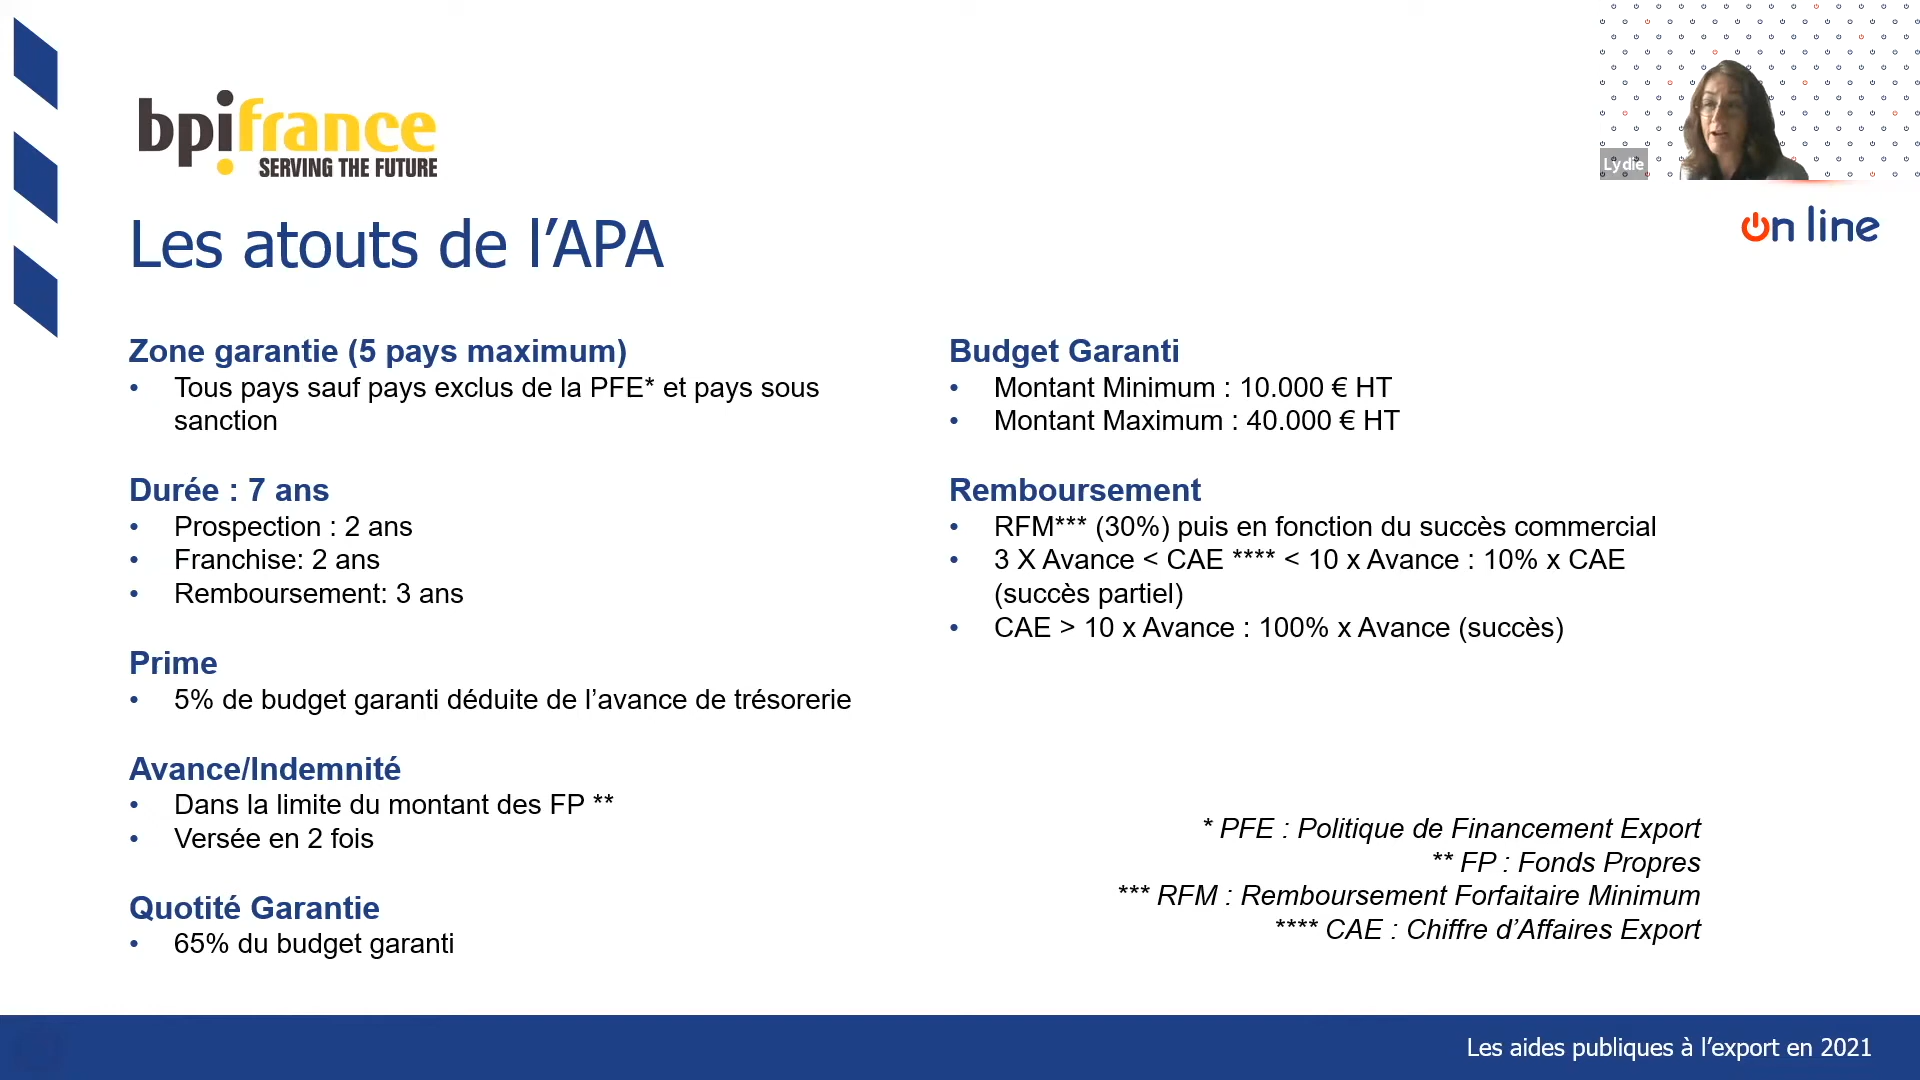 bpifrance
SERVING THE FUTURE
Lydie
on line
Les atouts de l’APA
Zone garantie (5 pays maximum)
• Tous pays sauf pays exclus de la PFE* et pays sous
sanction
Durée : 7 ans
• Prospection : 2 ans
• Franchise: 2 ans
• Remboursement: 3 ans
Prime
• 5% de budget garanti déduite de l’avance de trésorerie
Avance/Indemnité
• Dans la limite du montant des FP **
• Versée en 2 fois
Quotité Garantie
• 65% du budget garanti
Budget Garanti
• Montant Minimum : 10.000 € HT
• Montant Maximum : 40.000 € HT
Remboursement
• RFM*** (30%) puis en fonction du succès commercial
• 3 X Avance < CAE **** < 10 x Avance : 10% x CAE
(succès partiel)
• CAE > 10 x Avance : 100% x Avance (succès)
* PFE : Politique de Financement Export
** FP : Fonds Propres
*** RFM : Remboursement Forfaitaire Minimum
**** CAE : Chiffre d’Affaires Export
Les aides publiques à l’export en 2021